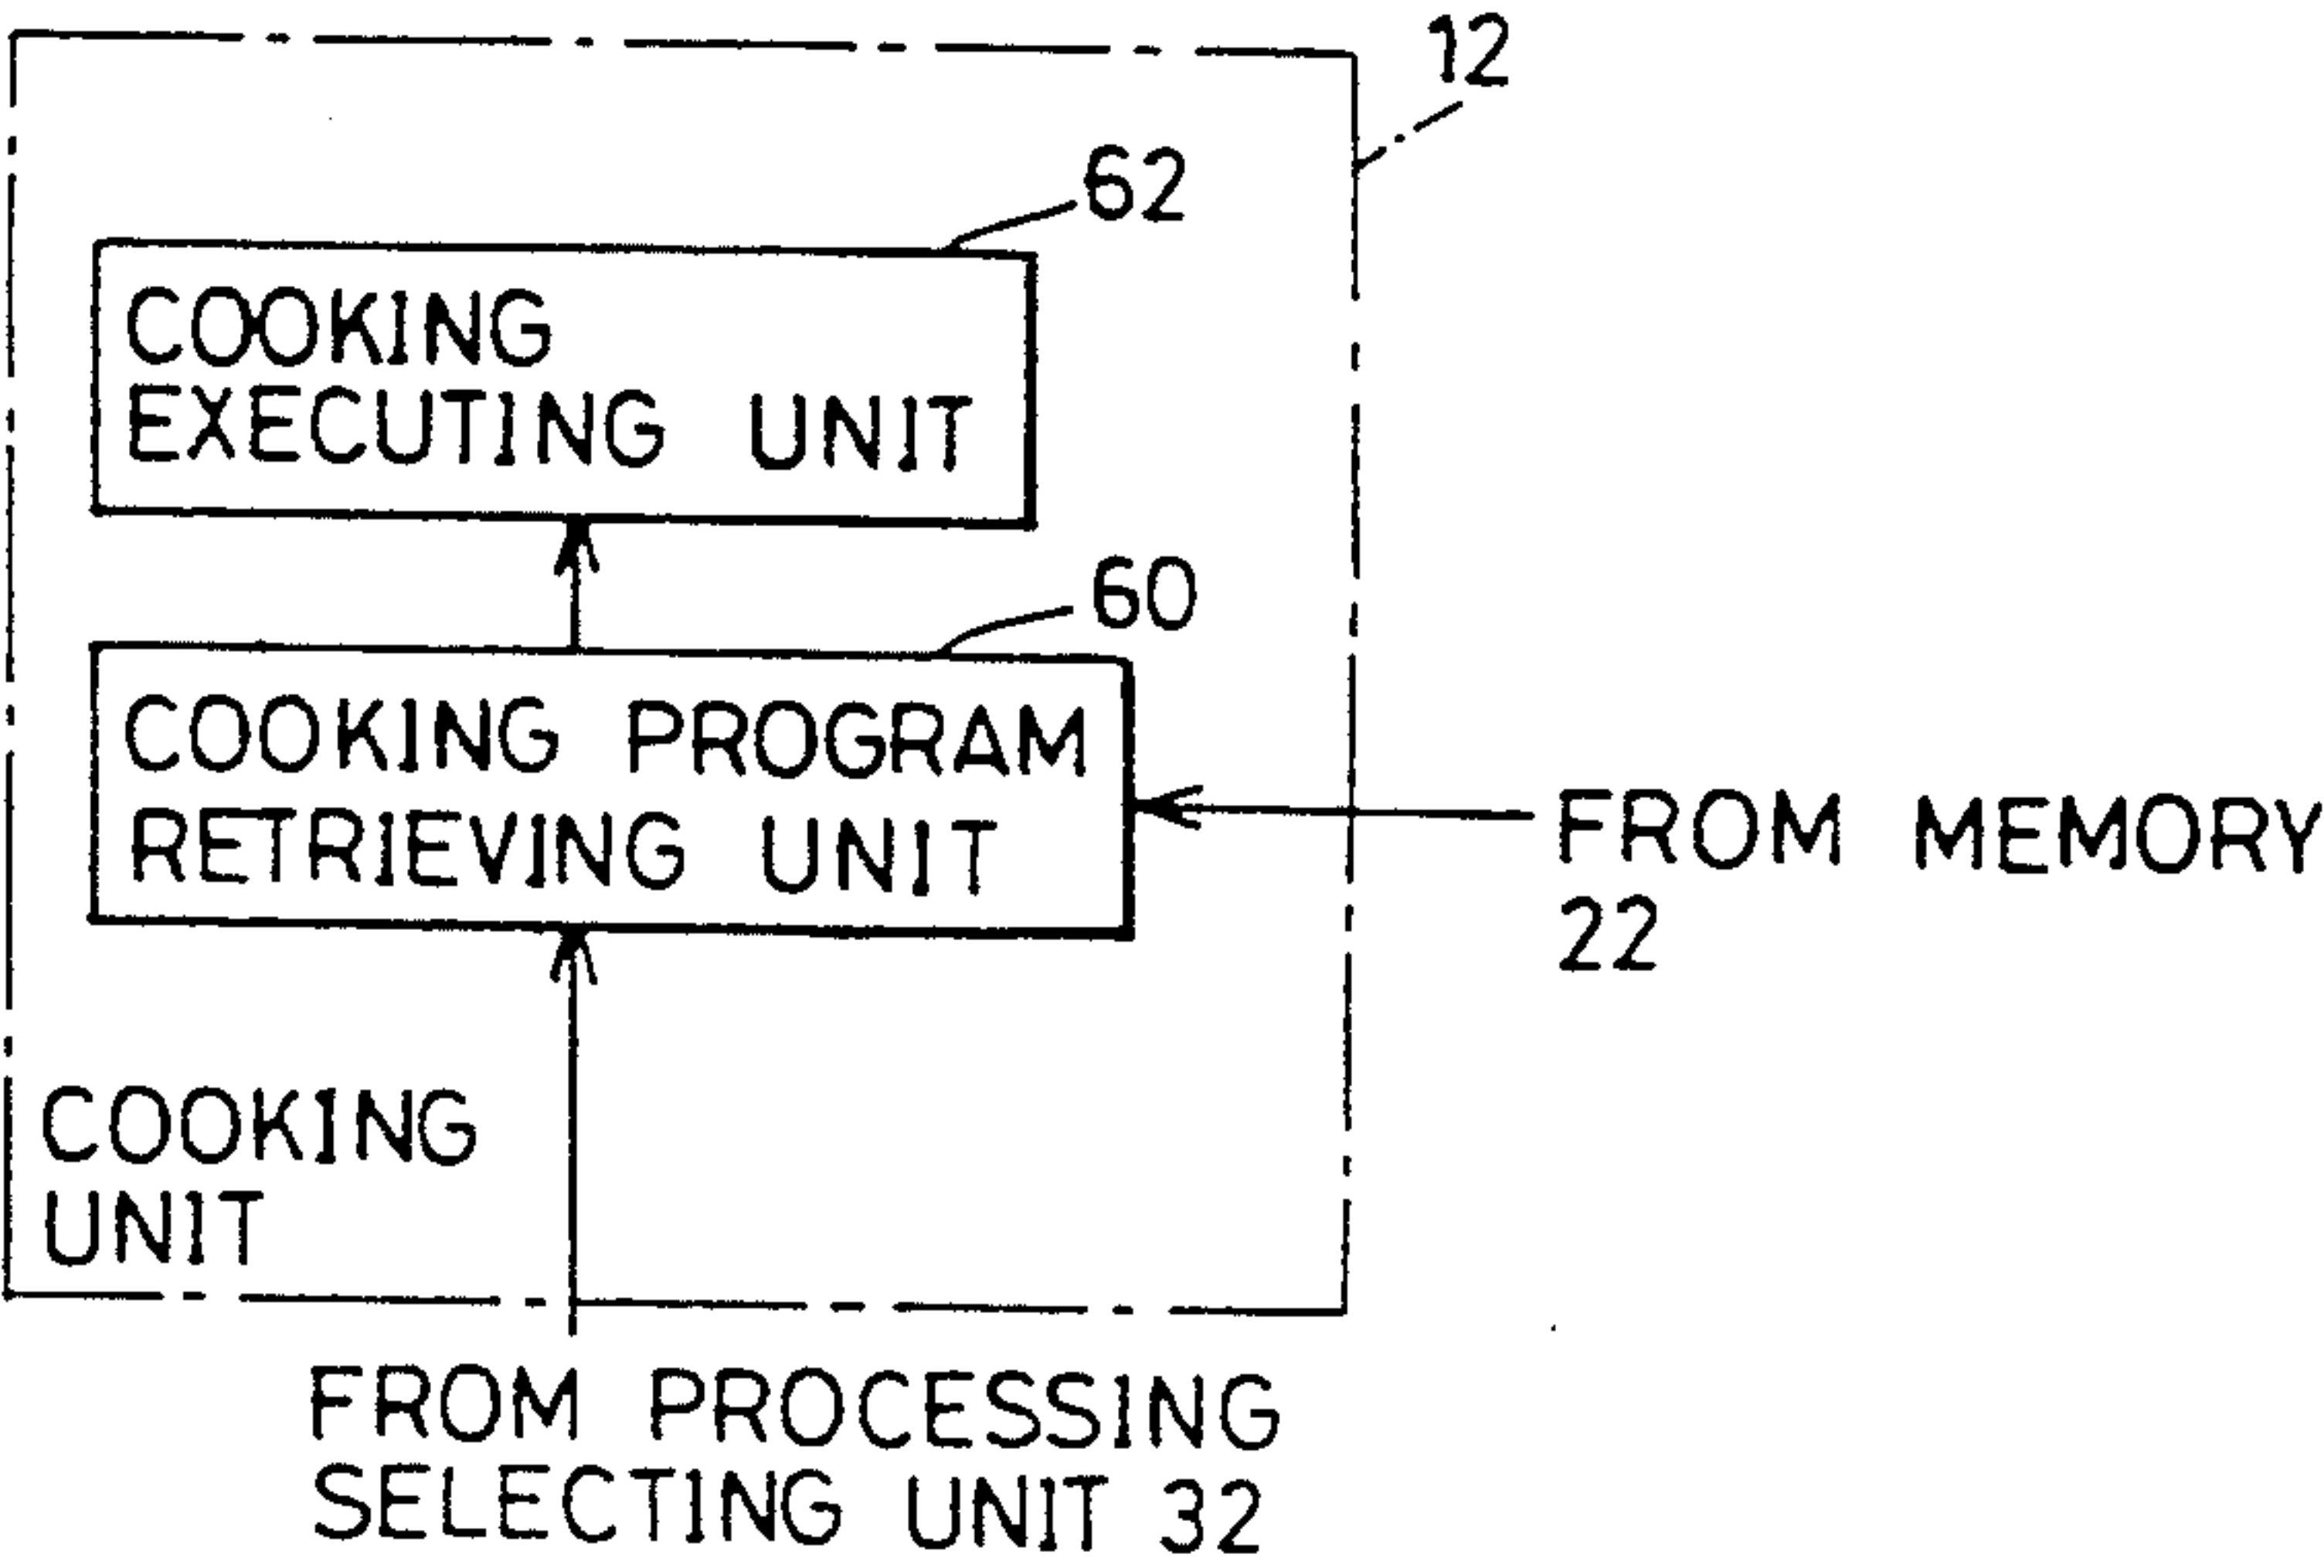 12
62
COOKING
EXECUTING UNIT
60
COOKING PROGRAM
RETRIEVING UNIT
FROM MEMORY
22
COOKING
UNIT
FROM PROCESSING
SELECTING UNIT 32